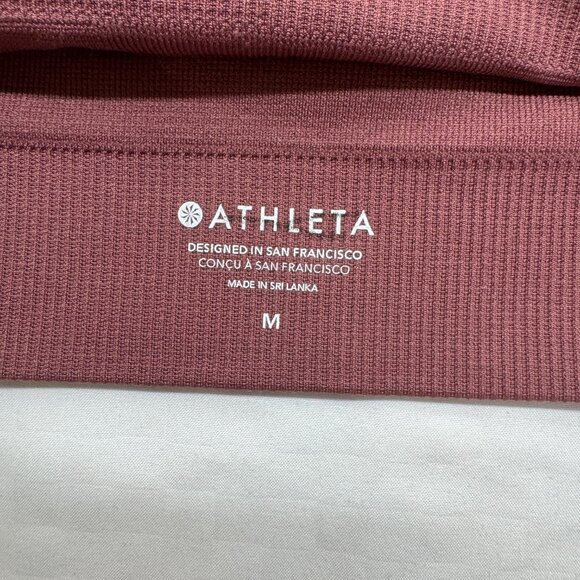 ATHLETA
DESIGNED IN SAN FRANCISCO
CONÇU À SAN FRANCISCO
MADE IN SRI LANKA
M